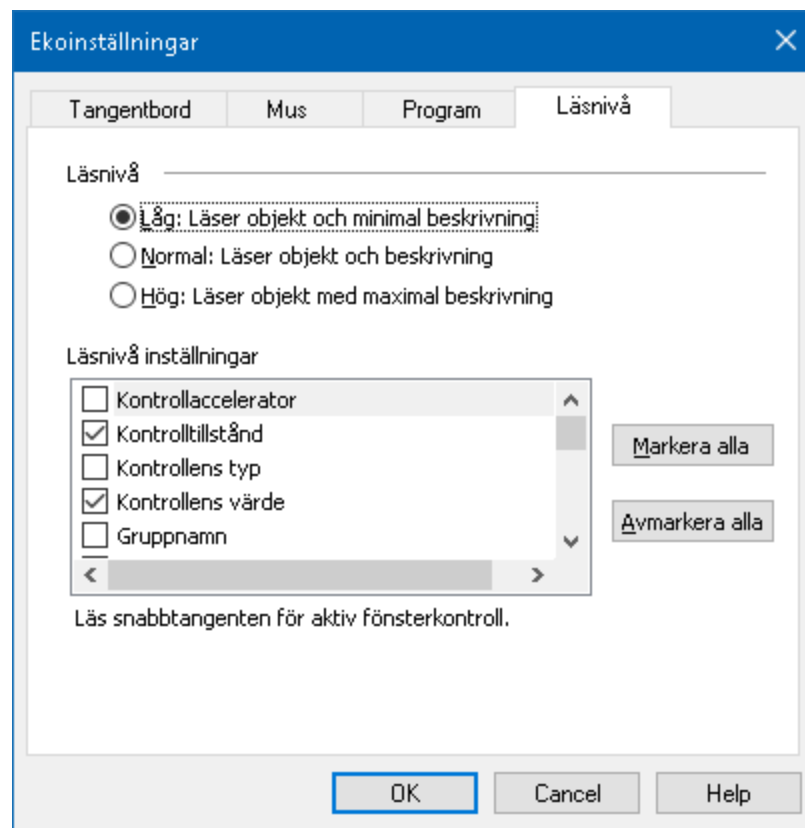 Ekoinställningar
Tangentbord Mus Program Läsnivå
Läsnivå
Låg: Läser objekt och minimal beskrivning
Normal: Läser objekt och beskrivning
Hög: Läser objekt med maximal beskrivning
Läsnivå inställningar
Kontrollaccelerator
Kontrolltillstånd
Kontrollens typ
Kontrollens värde
Gruppnamn
Markera alla
Avmarkera alla
Läs snabbtangenten för aktiv fönsterkontroll.
OK Cancel Help